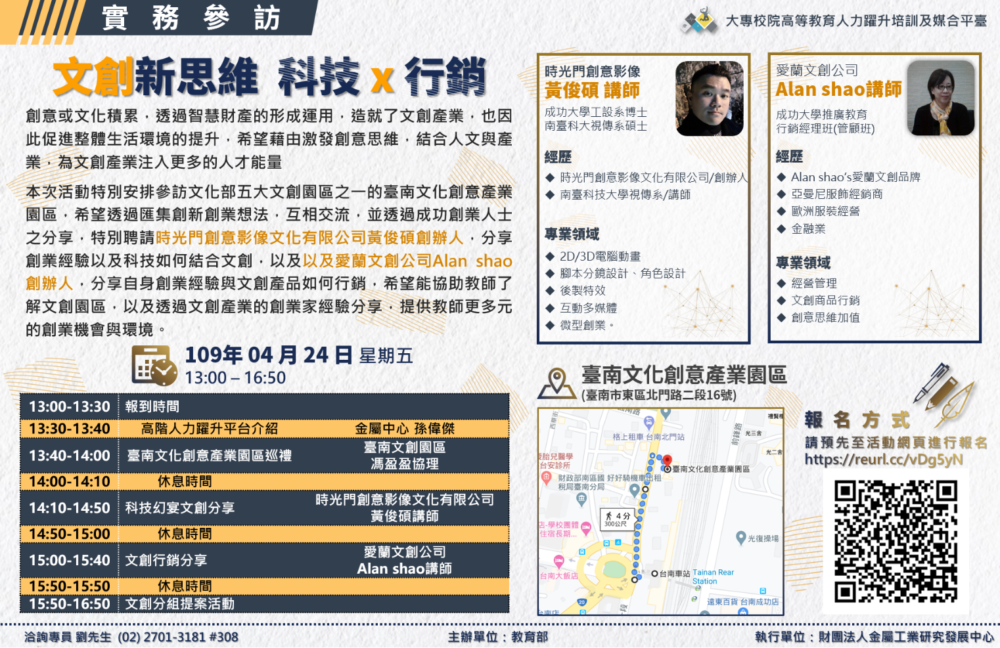 實務參訪
大專校院高等教育人力躍升培訓及媒合平臺
文創新思維 科技 x 行銷
創意或文化積累，透過智慧財產的形成運用，造就了文創產業，也因
此促進整體生活環境的提升，希望藉由激發創意思維，結合人文與產
業，為文創產業注入更多的人才能量
本次活動特別安排參訪文化部五大文創園區之一的臺南文化創意產業
園區，希望透過匯集創新創業想法，互相交流，並透過成功創業人士
之分享，特別聘請時光門創意影像文化有限公司黃俊碩創辦人，分享
創業經驗以及科技如何結合文創，以及以及愛蘭文創公司Alan shao
創辦人，分享自身創業經驗與文創產品如何行銷，希望能協助教師了
解文創園區，以及透過文創產業的創業家經驗分享，提供教師更多元
的創業機會與環境。
109年 04 月 24 日 星期五
13:00 – 16:50
13:00-13:30 報到時間
13:30-13:40 高階人力躍升平台介紹 金屬中心 孫偉傑
13:40-14:00 臺南文化創意產業園區巡禮 臺南文創園區
馮盈盈協理
14:00-14:10 休息時間
14:10-14:50 科技幻宴文創分享 時光門創意影像文化有限公司
黃俊碩講師
14:50-15:00 休息時間
15:00-15:40 文創行銷分享 愛蘭文創公司
Alan shao講師
15:50-15:50 休息時間
15:50-16:50 文創分組提案活動
時光門創意影像
黃俊碩 講師
成功大學工設系博士
南臺科大視傳系碩士
經歷
◆ 時光門創意影像文化有限公司/創辦人
◆ 南臺科技大學視傳系/講師
專業領域
◆ 2D/3D電腦動畫
◆ 腳本分鏡設計、角色設計
◆ 後製特效
◆ 互動多媒體
◆ 微型創業。
愛蘭文創公司
Alan shao講師
成功大學推廣教育
行銷經理班(管顧班)
經歷
◆ Alan shao’s愛蘭文創品牌
◆ 亞曼尼服飾經銷商
◆ 歐洲服裝經營
◆ 金融業
專業領域
◆ 經營管理
◆ 文創商品行銷
◆ 創意思維加值
臺南文化創意產業園區
(臺南市東區北門路二段16號)
西華街
南路
禮賢樓
格上租車 台南北門站
前鋒路
光三舍
光二舍
愛胎兒醫學
台安診所
臺南文化創意產業園區
財政部南區國
稅局臺南分局
好好騎機車出租
4 分
300公尺
店-學校團體
住宿長期...
光復操場
台南大飯店
台南車站 Tainan Rear
Station
遠東百貨 台南成功店
20
一段
南店
報名方式
請預先至活動網頁進行報名
https://reurl.cc/vDg5yN
洽詢專員 劉先生 (02) 2701-3181 #308
主辦單位：教育部
執行單位：財團法人金屬工業研究發展中心